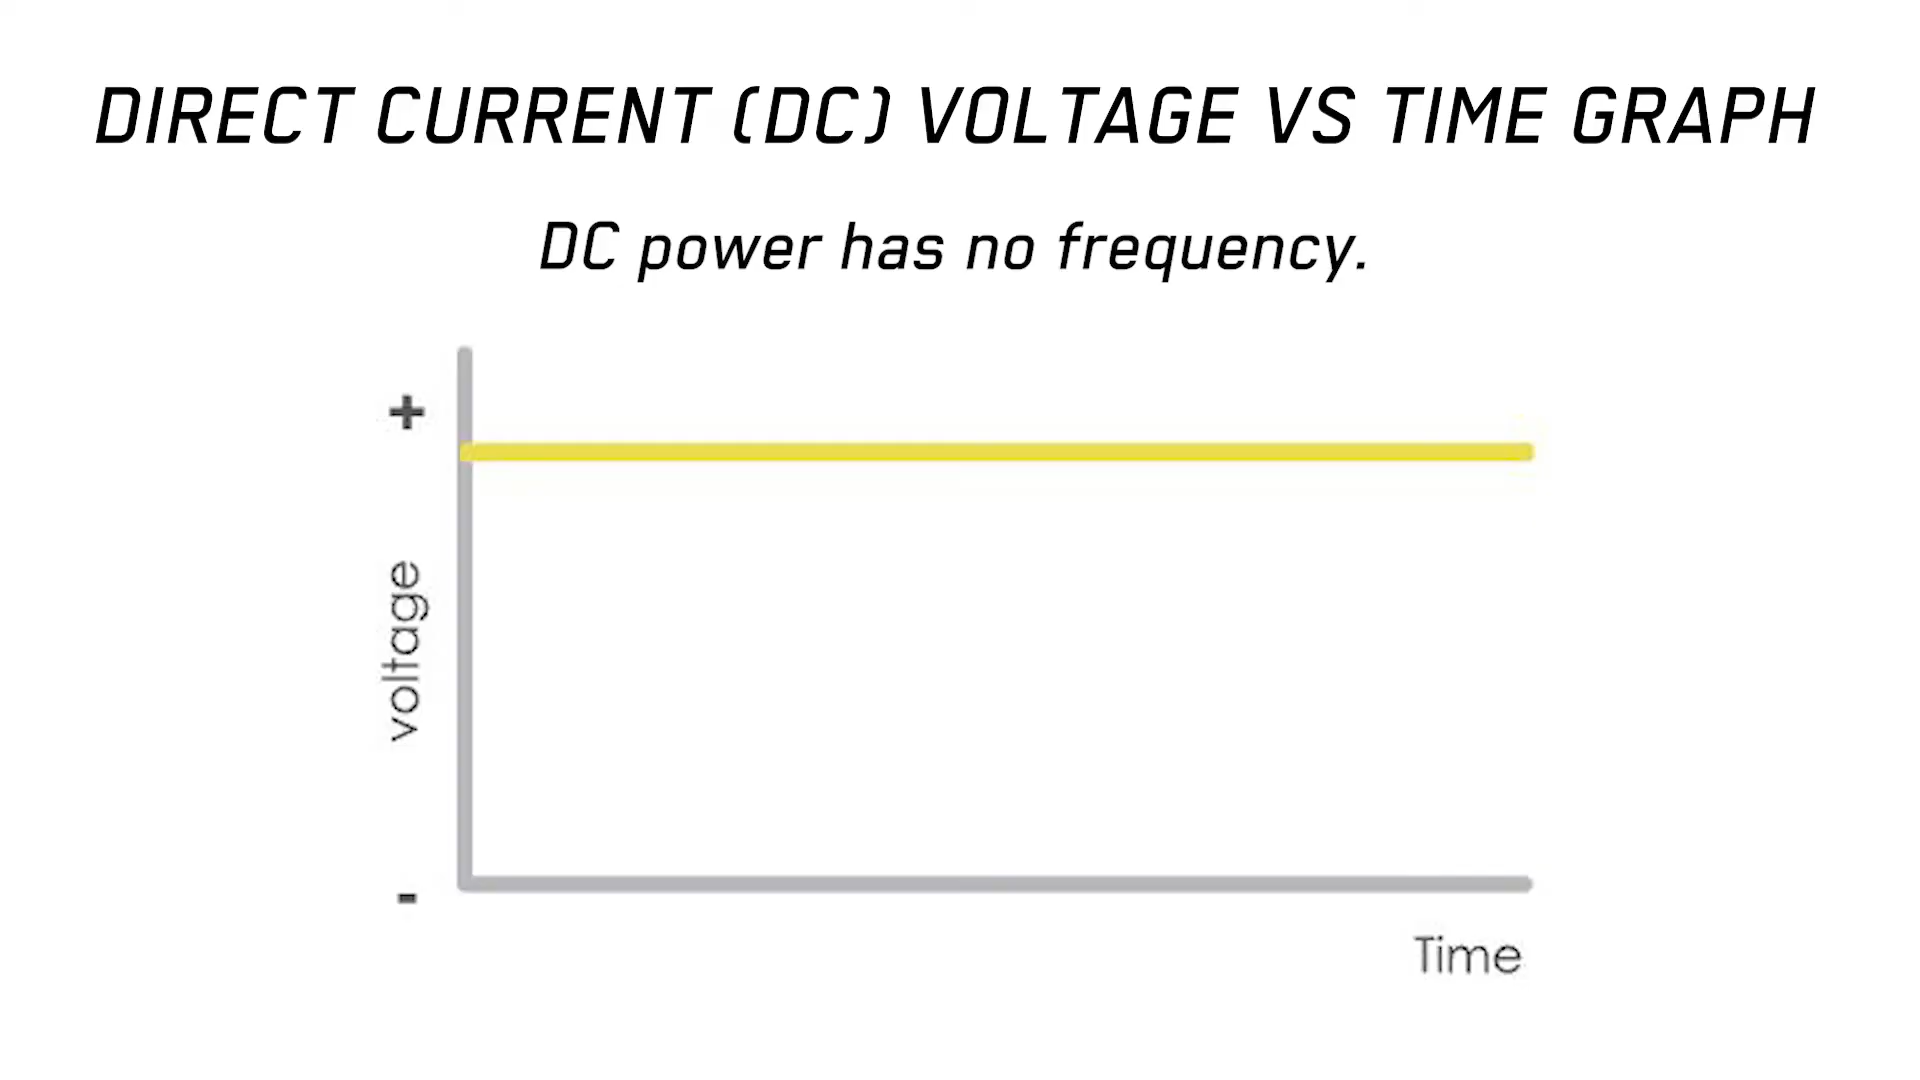 DIRECT CURRENT (DC) VOLTAGE VS TIME GRAPH
DC power has no frequency.
+
voltage
-
Time